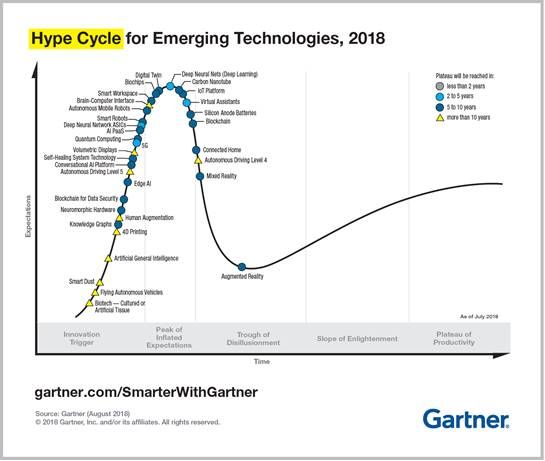 Hype Cycle for Emerging Technologies, 2018
Expectations
Digital Twin
Biochips
Smart Workspace
Brain-Computer Interface
Autonomous Mobile Robots
Smart Robots
Deep Neural Network ASICs
AI PaaS
Quantum Computing
5G
Volumetric Displays
Self-Healing System Technology
Conversational AI Platform
Autonomous Driving Level 5
Edge AI
Blockchain for Data Security
Neuromorphic Hardware
Human Augmentation
Knowledge Graphs
4D Printing
Artificial General Intelligence
Smart Dust
Flying Autonomous Vehicles
Biotech — Cultured or
Artificial Tissue
Deep Neural Nets (Deep Learning)
Carbon Nanotube
IoT Platform
Virtual Assistants
Silicon Anode Batteries
Blockchain
Connected Home
Autonomous Driving Level 4
Mixed Reality
Augmented Reality
Plateau will be reached in:
less than 2 years
2 to 5 years
5 to 10 years
more than 10 years
As of July 2018
Innovation
Trigger
Peak of
Inflated
Expectations
Trough of
Disillusionment
Slope of Enlightenment
Plateau of
Productivity
Time
gartner.com/SmarterWithGartner
Source: Gartner (August 2018)
© 2018 Gartner, Inc. and/or its affiliates. All rights reserved.
Gartner®